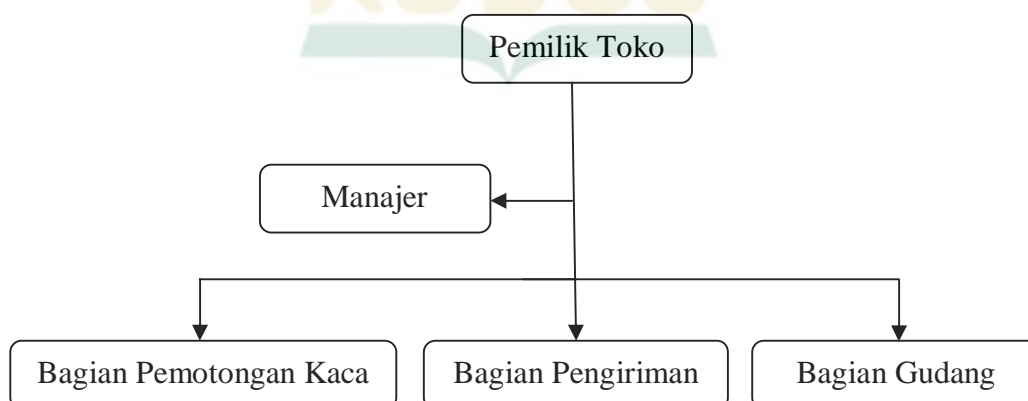 Pemilik Toko
Manajer
Bagian Pemotongan Kaca
Bagian Pengiriman
Bagian Gudang